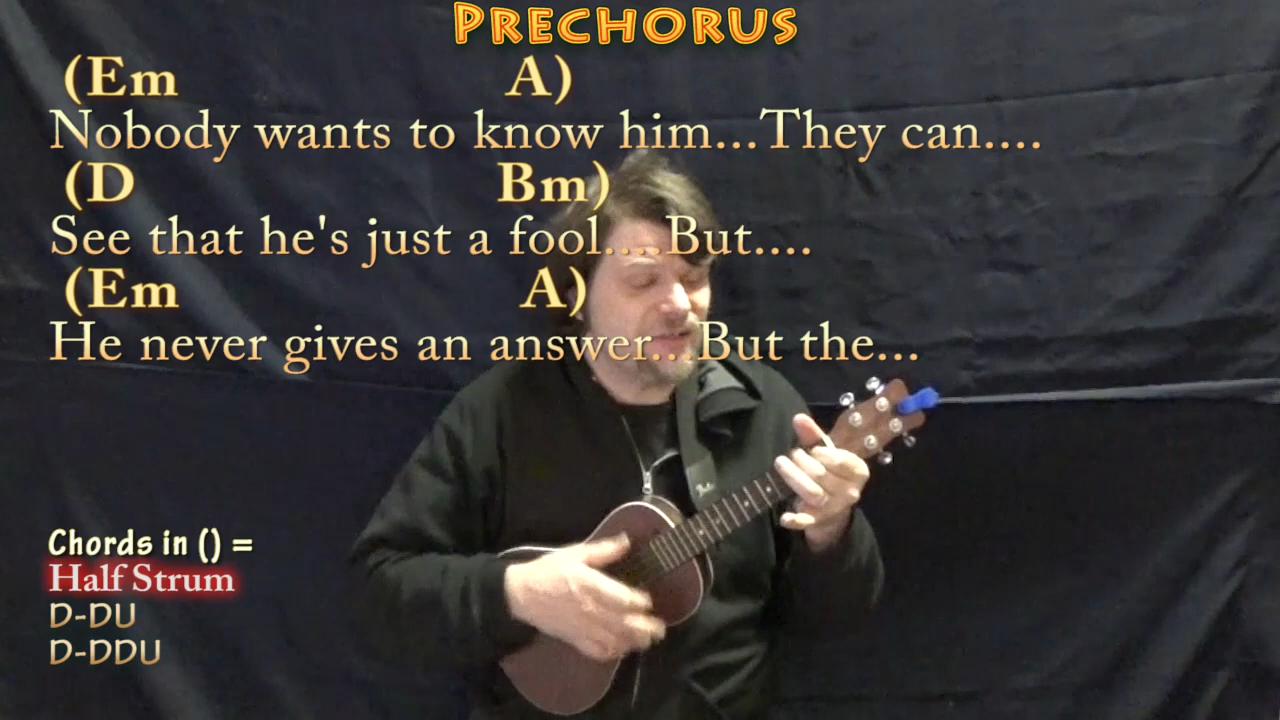 PRECHORUS
(Em A)
Nobody wants to know him...They can....
(D Bm)
See that he's just a fool....But....
(Em A)
He never gives an answer...But the...
Chords in () =
Half Strum
D-DU
D-DDU